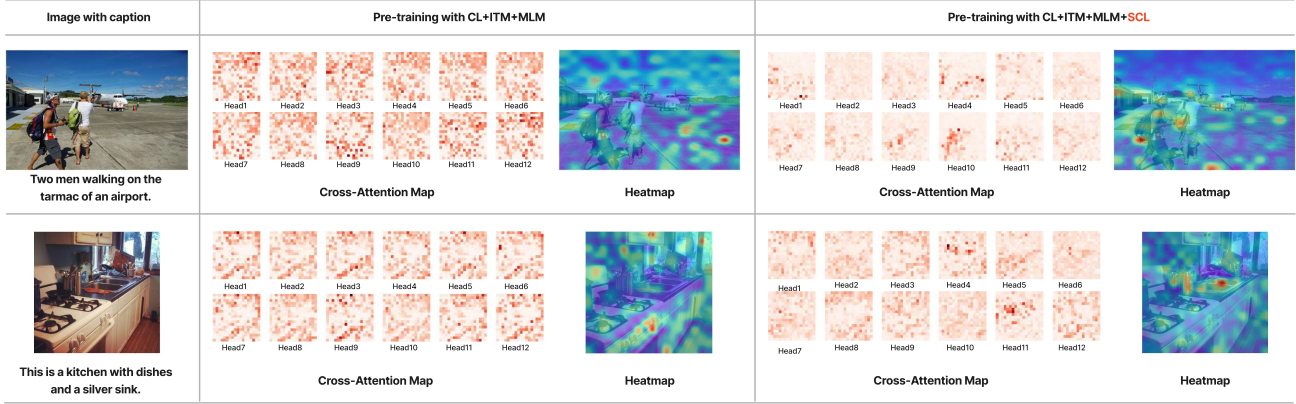 Image with caption
Pre-training with CL+ITM+MLM
Pre-training with CL+ITM+MLM+SCL
Head1 Head2 Head3 Head4 Head5 Head6
Head7 Head8 Head9 Head10 Head11 Head12
Head1 Head2 Head3 Head4 Head5 Head6
Head7 Head8 Head9 Head10 Head11 Head12
Two men walking on the
tarmac of an airport.
Cross-Attention Map
Heatmap
Cross-Attention Map
Heatmap
Head1 Head2 Head3 Head4 Head5 Head6
Head7 Head8 Head9 Head10 Head11 Head12
Head1 Head2 Head3 Head4 Head5 Head6
Head7 Head8 Head9 Head10 Head11 Head12
This is a kitchen with dishes
and a silver sink.
Cross-Attention Map
Heatmap
Cross-Attention Map
Heatmap